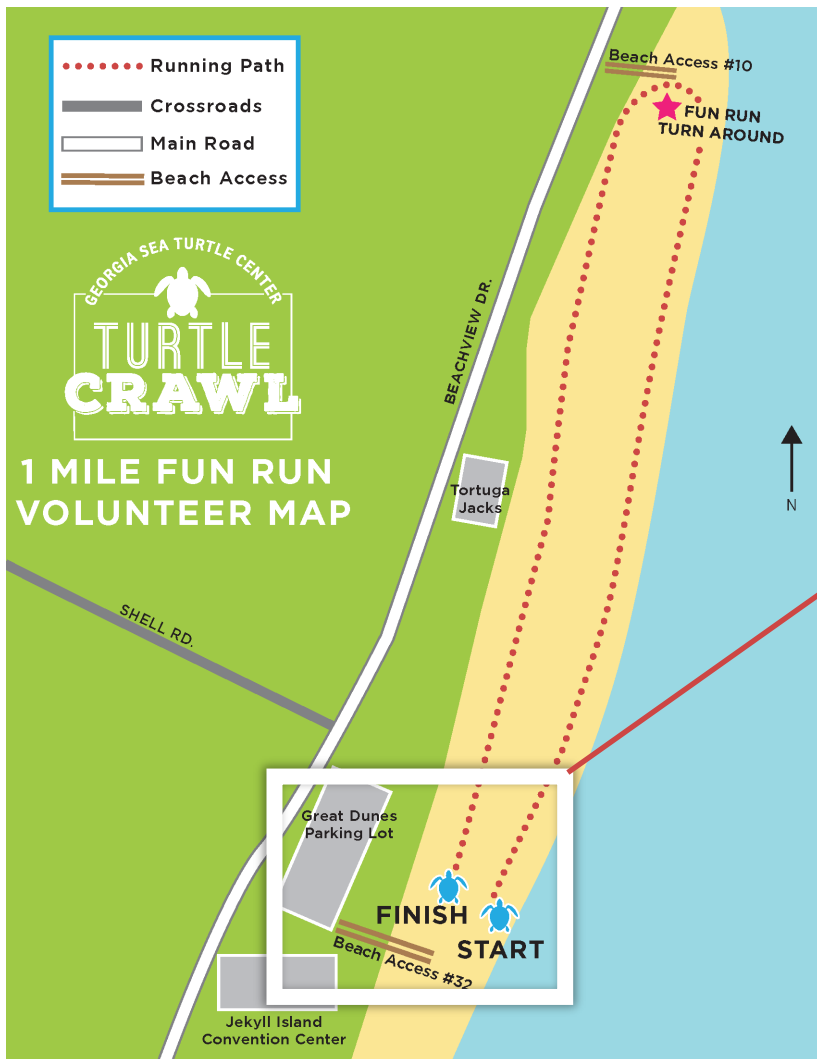 Running Path
Crossroads
Main Road
Beach Access
GEORGIA SEA TURTLE CENTER
TURTLE
CRAWL
1 MILE FUN RUN
VOLUNTEER MAP
Beach Access #10
FUN RUN
TURN AROUND
BEACHVIEW DR.
Tortuga
Jacks
N
SHELL RD.
Great Dunes
Parking Lot
FINISH
START
Beach Access #32
Jekyll Island
Convention Center